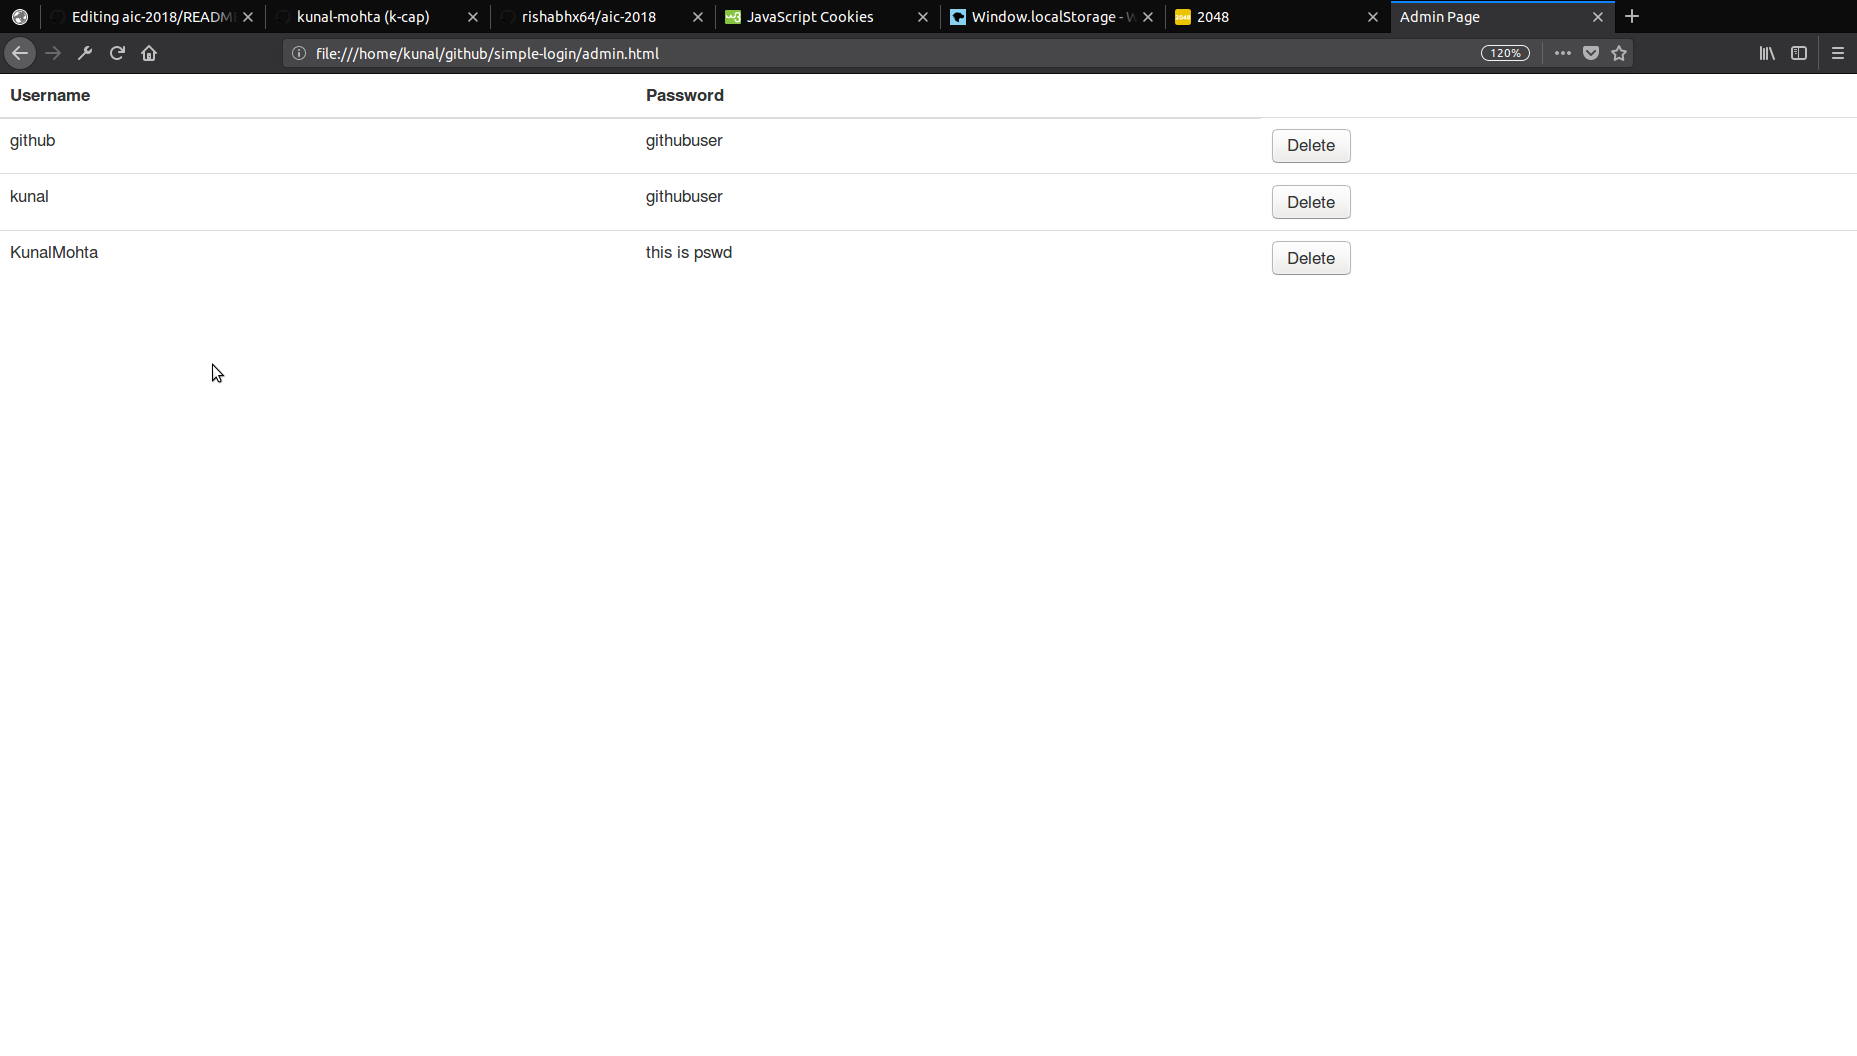 Editing aic-2018/READM kunal-mohta (k-cap) rishabhx64/aic-2018 JavaScript Cookies Window.localStorage - W 2048 2048 Admin Page
file:///home/kunal/github/simple-login/admin.html 120%
Username Password
github githubuser Delete
kunal githubuser Delete
KunalMohta this is pswd Delete